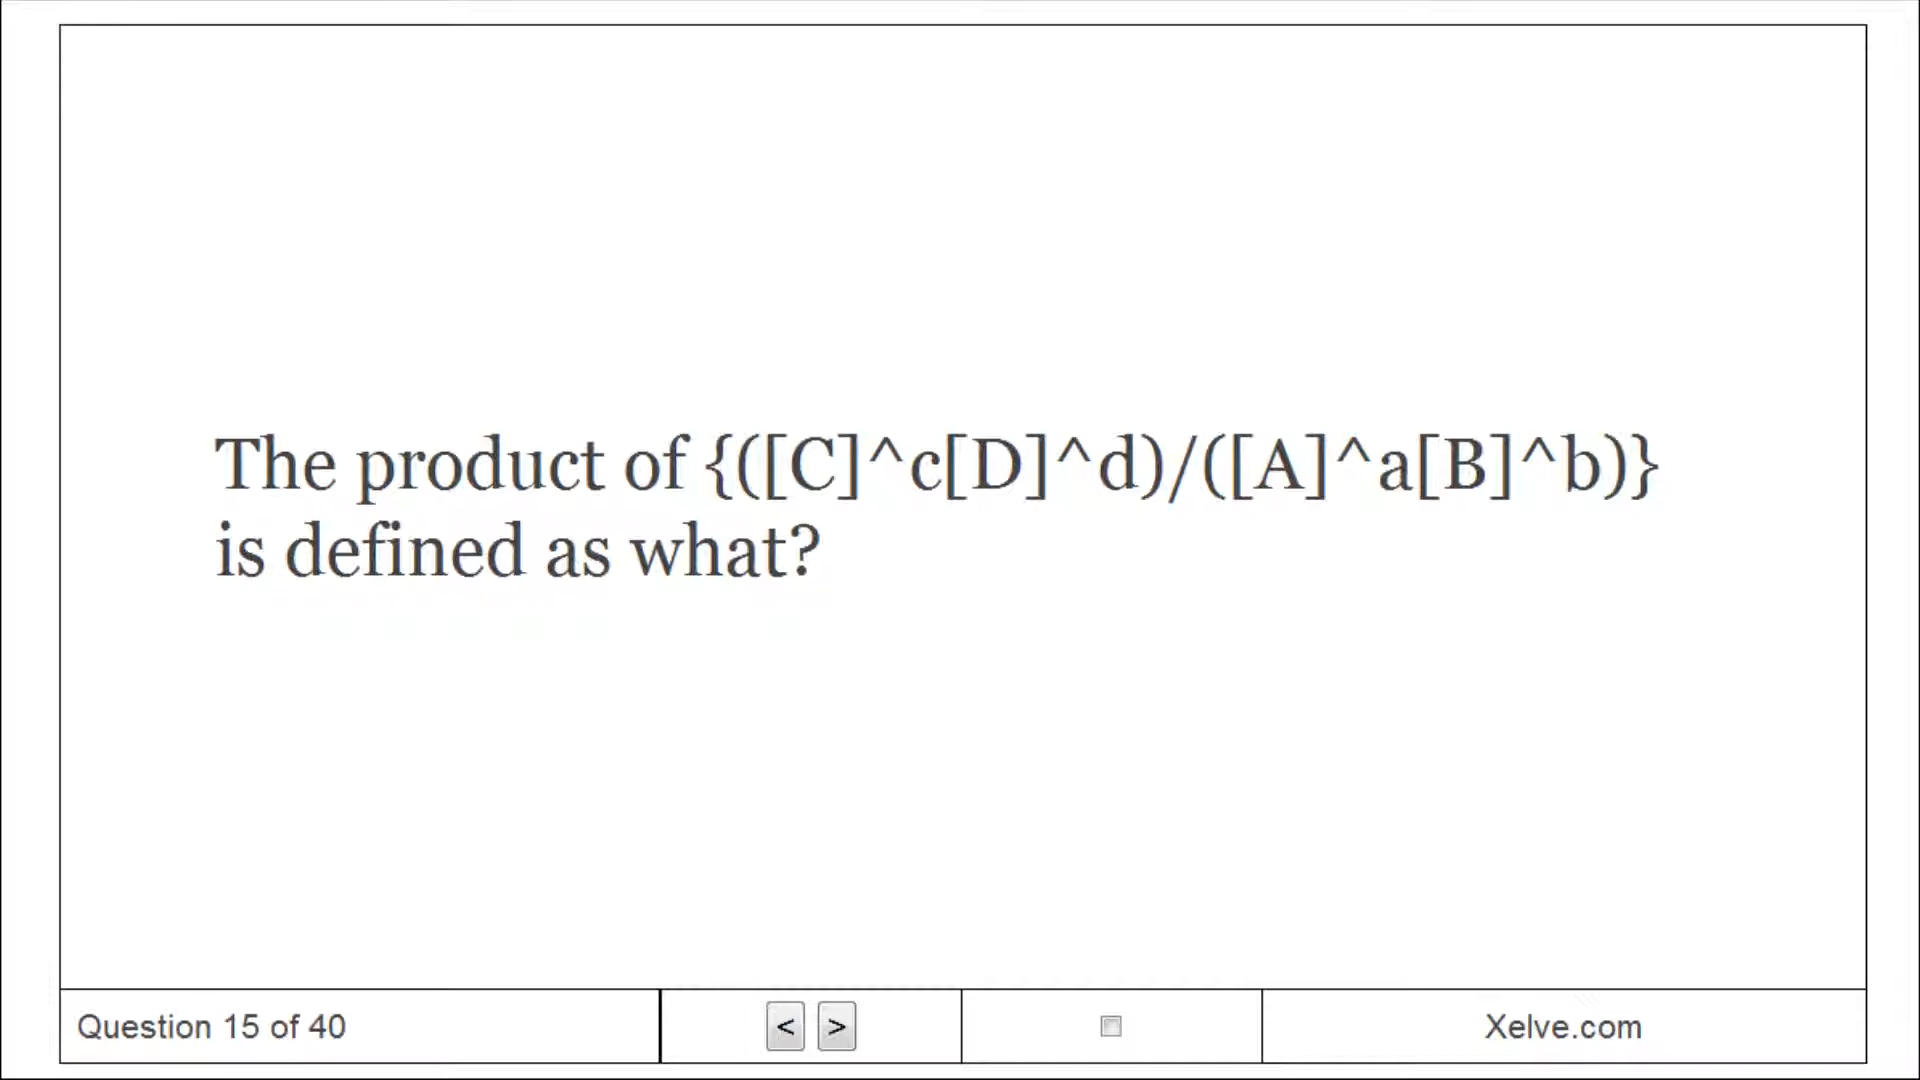 The product of {([C]^c[D]^d)/([A]^a[B]^b)}
is defined as what?
Question 15 of 40
< >
Xelve.com